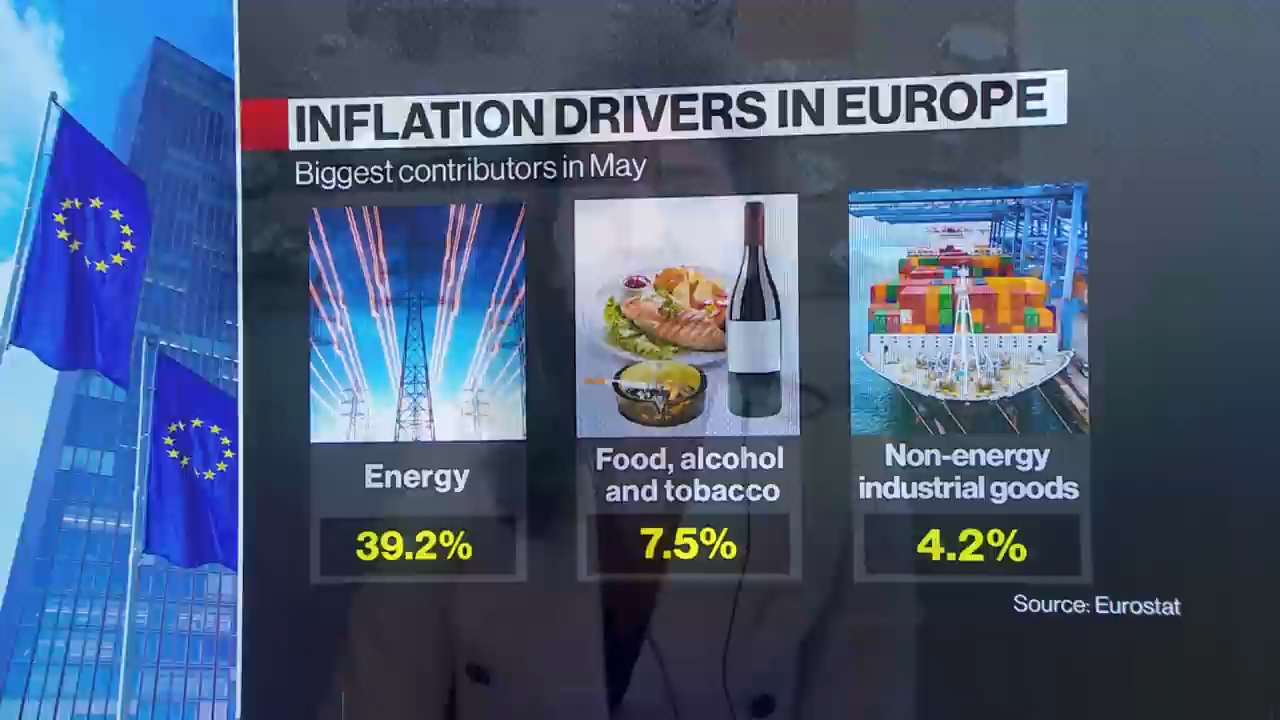 INFLATION DRIVERS IN EUROPE
Biggest contributors in May
Energy
39.2%
Food, alcohol
and tobacco
7.5%
Non-energy
industrial goods
4.2%
Source: Eurostat